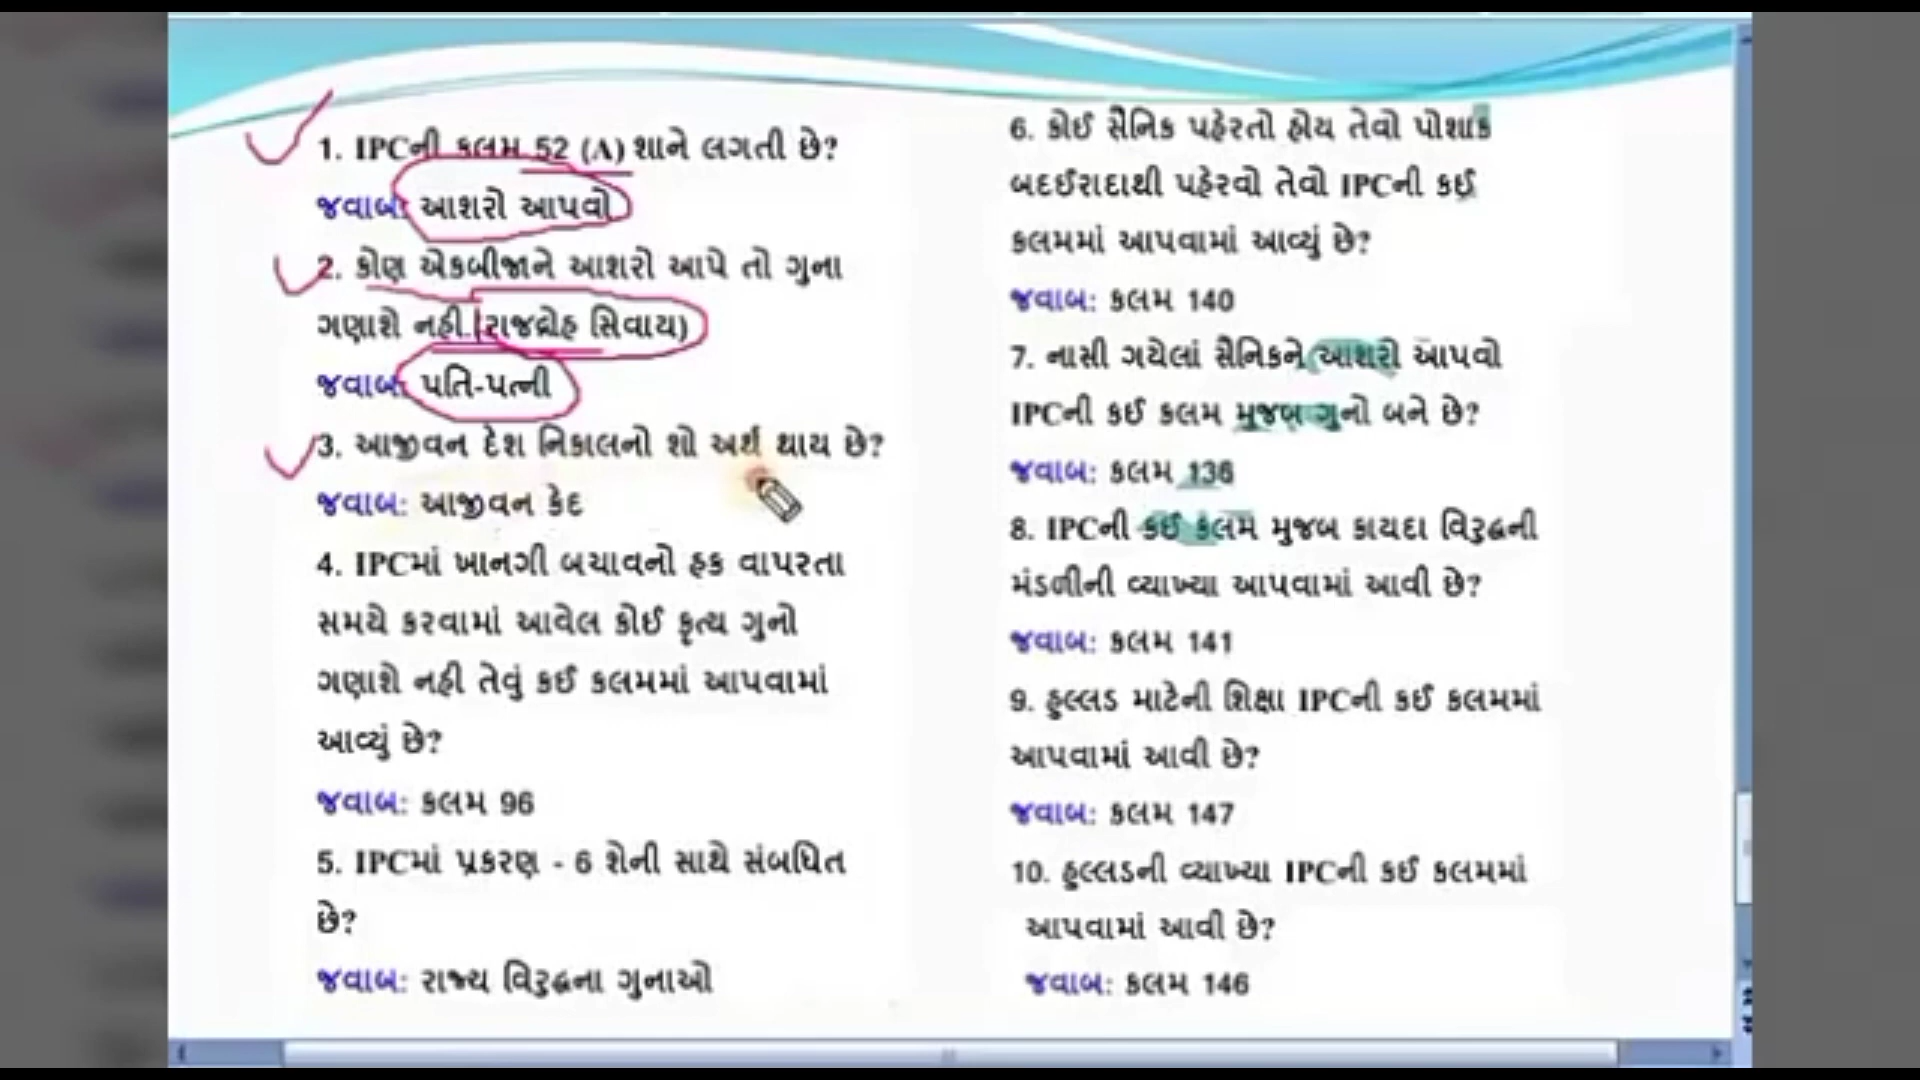 1. IPCની કલમ 52 (A) શાને લગતી છે?
જવાબ: આશરો આપવો
2. કોણ એકબીજાને આશરો આપે તો ગુના
ગણાશે નહી.(રાજદ્રોહ સિવાય)
જવાબ: પતિ-પત્ની
3. આજીવન દેશ નિકાલનો શો અર્થ થાય છે?
જવાબ: આજીવન કેદ
4. IPCમાં ખાનગી બચાવનો હક વાપરતા
સમયે કરવામાં આવેલ કોઈ કૃત્ય ગુનો
ગણાશે નહી તેવું કઈ કલમમાં આપવામાં
આવ્યું છે?
જવાબ: કલમ 96
5. IPCમાં પ્રકરણ - 6 શેની સાથે સંબધિત
છે?
જવાબ: રાજ્ય વિરુદ્ધના ગુનાઓ
6. કોઈ સૈનિક પહેરતો હોય તેવો પોશાક
બદઈરાદાથી પહેરવો તેવો IPCની કઈ
કલમમાં આપવામાં આવ્યું છે?
જવાબ: કલમ 140
7. નાસી ગયેલાં સૈનિકને આશરો આપવો
IPCની કઈ કલમ મુજબ ગુનો બને છે?
જવાબ: કલમ 136
8. IPCની કઈ કલમ મુજબ કાયદા વિરુદ્ધની
મંડળીની વ્યાખ્યા આપવામાં આવી છે?
જવાબ: કલમ 141
9. હુલ્લડ માટેની શિક્ષા IPCની કઈ કલમમાં
આપવામાં આવી છે?
જવાબ: કલમ 147
10. હુલ્લડની વ્યાખ્યા IPCની કઈ કલમમાં
આપવામાં આવી છે?
જવાબ: કલમ 146